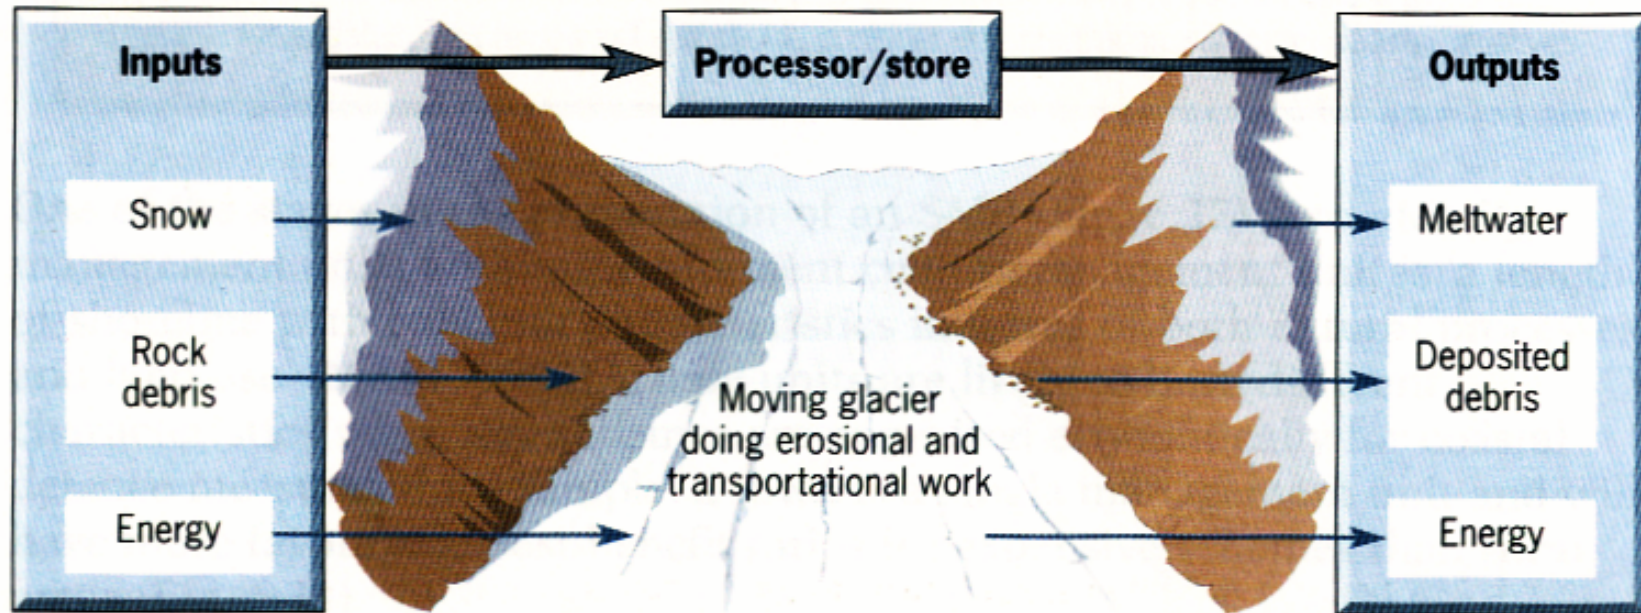 Inputs
Processor/store
Outputs
Snow
Meltwater
Rock
debris
Deposited
debris
Moving glacier
doing erosional and
transportational work
Energy
Energy